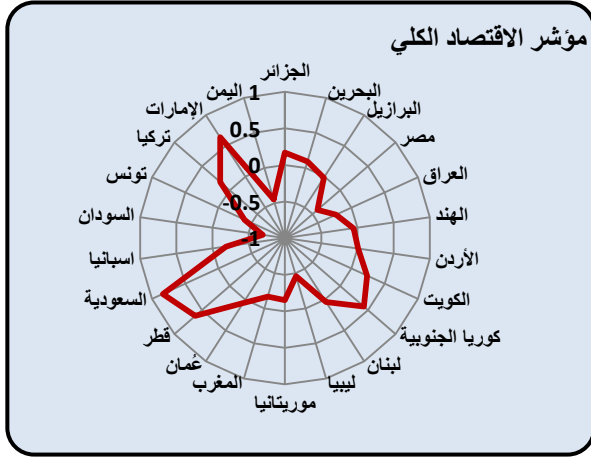 مؤشر الاقتصاد الكلي
الجزائر
البحرين
البرازيل
مصر
العراق
الهند
الأردن
الكويت
كوريا الجنوبية
لبنان
ليبيا
موريتانيا
المغرب
عُمان
قطر
السعودية
اسبانيا
السودان
تونس
تركيا
الإمارات
اليمن
1
0.5
0
-0.5
-1